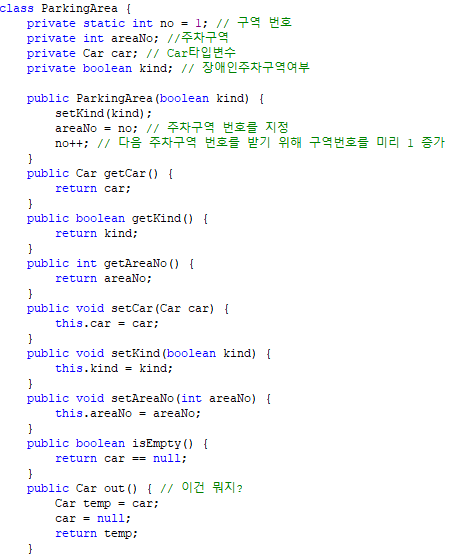 class ParkingArea {
    private static int no = 1; // 구역 번호
    private int areaNo; //주차구역
    private Car car; // Car타입변수
    private boolean kind; // 장애인주차구역여부

    public ParkingArea(boolean kind) {
        setKind(kind);
        areaNo = no; // 주차구역 번호를 지정
        no++; // 다음 주차구역 번호를 받기 위해 구역번호를 미리 1 증가
    }
    public Car getCar() {
        return car;
    }
    public boolean getKind() {
        return kind;
    }
    public int getAreaNo() {
        return areaNo;
    }
    public void setCar(Car car) {
        this.car = car;
    }
    public void setKind(boolean kind) {
        this.kind = kind;
    }
    public void setAreaNo(int areaNo) {
        this.areaNo = areaNo;
    }
    public boolean isEmpty() {
        return car == null;
    }
    public Car out() { // 이건 뭐지?
        Car temp = car;
        car = null;
        return temp;
    }